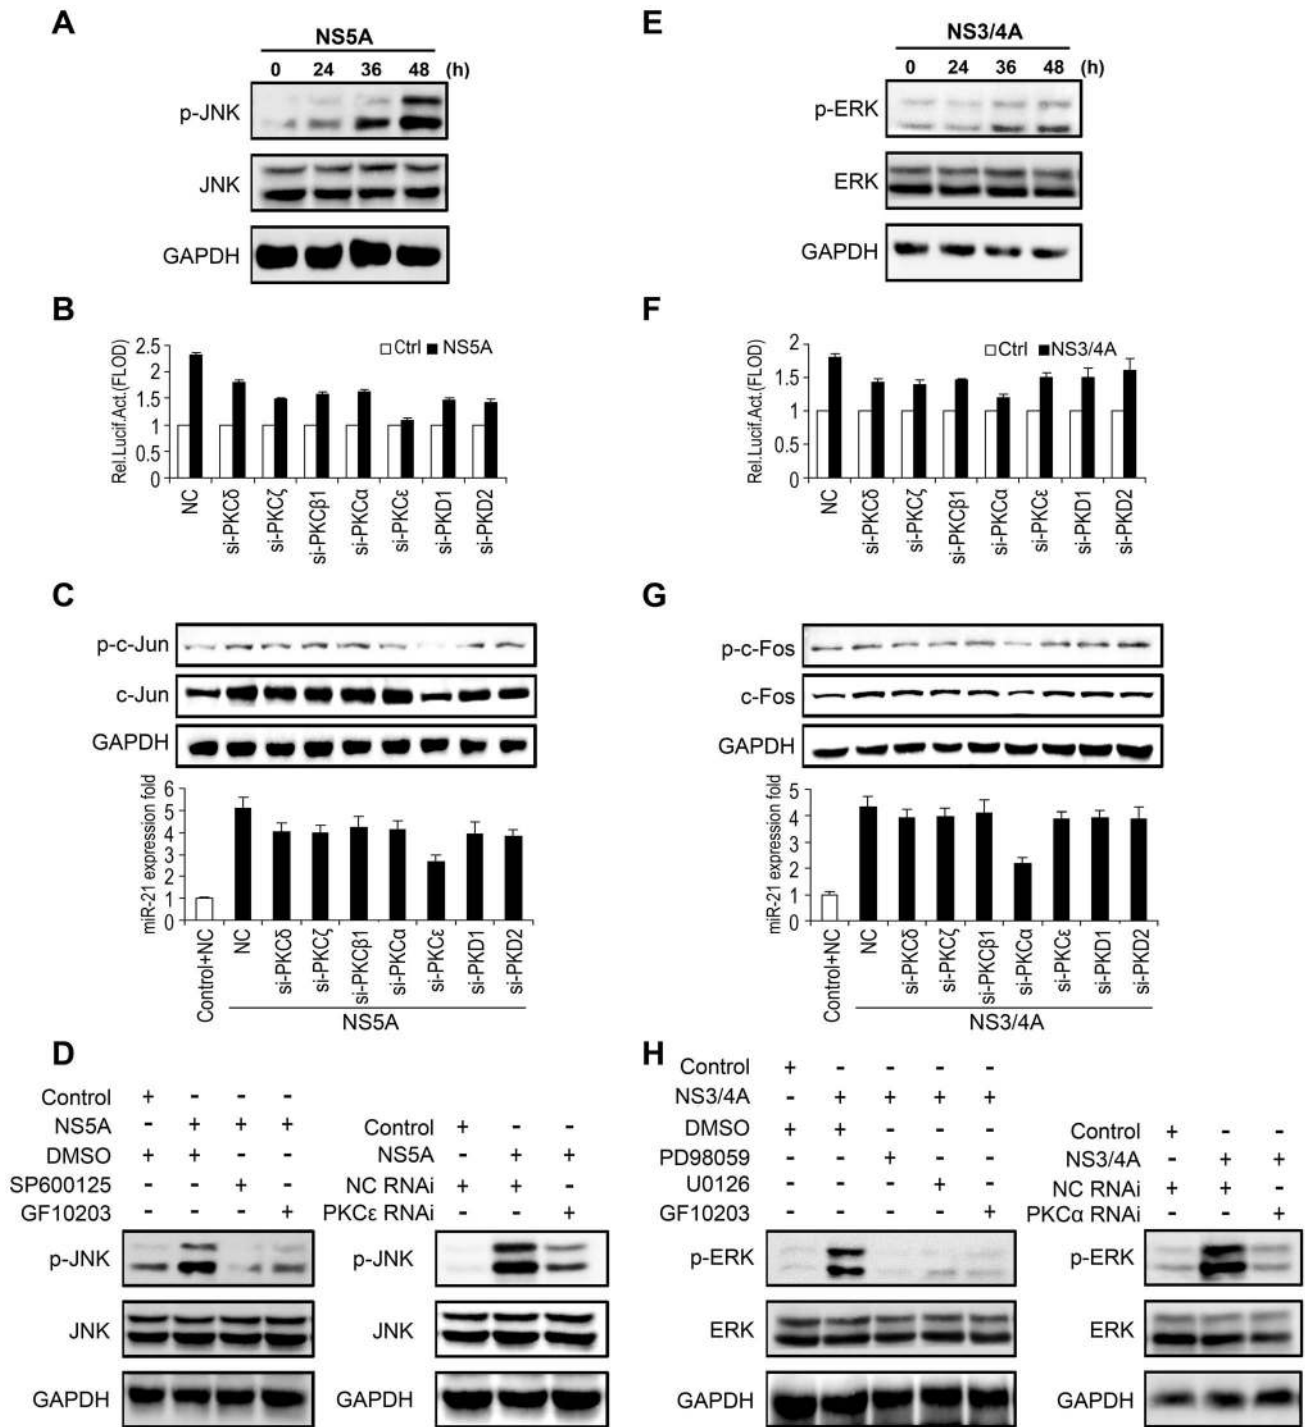 A
NS5A
0 24 36 48 (h)
p-JNK
JNK
GAPDH
B
2.5
2
1.5
1
0.5
0
Rel.Lucif.Act.(FLOD)
Ctrl NS5A
NC si-PKCδ si-PKCζ si-PKCβ1 si-PKCα si-PKCε si-PKD1 si-PKD2
C
p-c-Jun
c-Jun
GAPDH
6
5
4
3
2
1
0
miR-21 expression fold
Control+NC NC si-PKCδ si-PKCζ si-PKCβ1 si-PKCα si-PKCε si-PKD1 si-PKD2
NS5A
D
Control + - - -
NS5A - + + +
DMSO + + - -
SP600125 - - + -
GF10203 - - - +
p-JNK
JNK
GAPDH
Control + - -
NS5A - + +
NC RNAi + + -
PKCε RNAi - - +
p-JNK
JNK
GAPDH
E
NS3/4A
0 24 36 48 (h)
p-ERK
ERK
GAPDH
F
2
1.5
1
0.5
0
Rel.Lucif.Act.(FLOD)
Ctrl NS3/4A
NC si-PKCδ si-PKCζ si-PKCβ1 si-PKCα si-PKCε si-PKD1 si-PKD2
G
p-c-Fos
c-Fos
GAPDH
5
4
3
2
1
0
miR-21 expression fold
Control+NC NC si-PKCδ si-PKCζ si-PKCβ1 si-PKCα si-PKCε si-PKD1 si-PKD2
NS3/4A
H
Control + - - - -
NS3/4A - + + + +
DMSO + + - - -
PD98059 - - + - -
U0126 - - - + -
GF10203 - - - - +
p-ERK
ERK
GAPDH
Control + - -
NS3/4A - + +
NC RNAi + + -
PKCα RNAi - - +
p-ERK
ERK
GAPDH